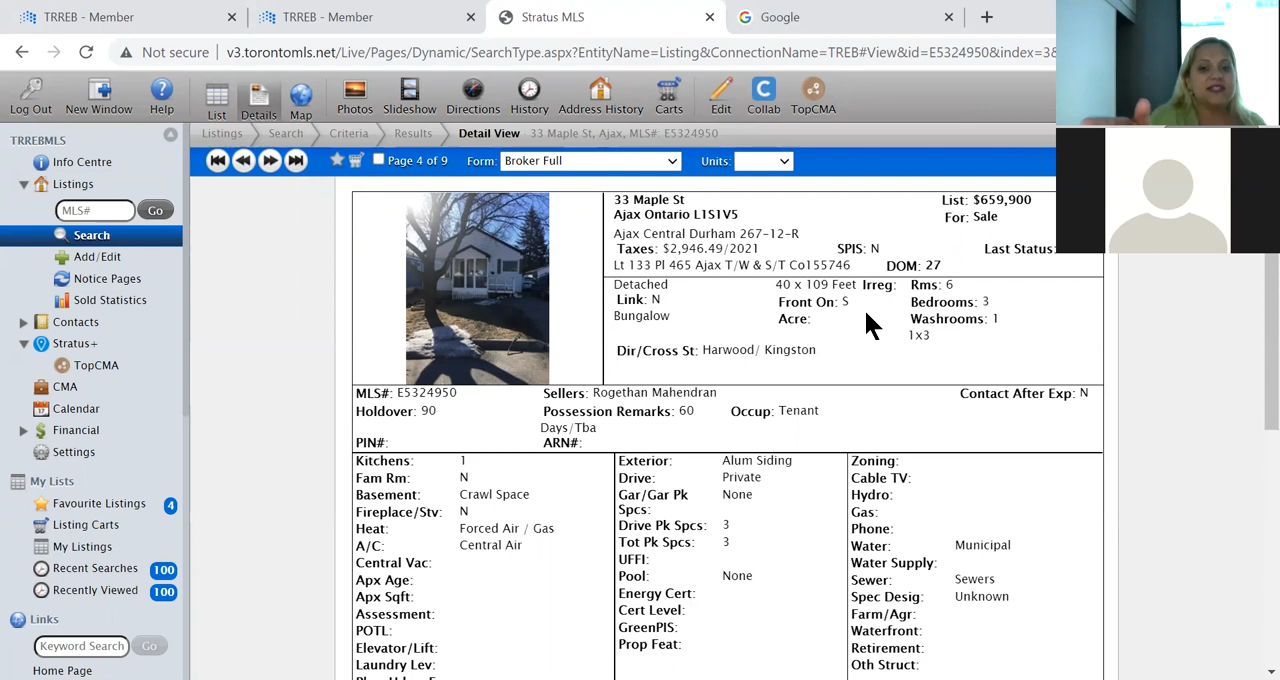 TRREB - Member
TRREB - Member
Stratus MLS
Google
Not secure v3.torontomls.net/Live/Pages/Dynamic/SearchType.aspx?EntityName=Listing&ConnectionName=TREB#View&id=E5324950&index=3&
Log Out New Window Help List Details Map Photos Slideshow Directions History Address History Carts Edit Collab TopCMA
TRREBMLS
Listings Search Criteria Results Detail View - 33 Maple St, Ajax, MLS#: E5324950
Page 4 of 9 Form: Broker Full Units:
Info Centre
Listings
MLS# Go
Search
Add/Edit
Notice Pages
Sold Statistics
Contacts
Stratus+
TopCMA
CMA
Calendar
Financial
Settings
My Lists
Favourite Listings 4
Listing Carts
My Listings
Recent Searches 100
Recently Viewed 100
Links
Keyword Search Go
Home Page
33 Maple St List: $659,900
Ajax Ontario L1S1V5 For: Sale
Ajax Central Durham 267-12-R
Taxes: $2,946.49/2021 SPIS: N Last Status:
Lt 133 Pl 465 Ajax T/W & S/T Co155746 DOM: 27
Detached 40 x 109 Feet Irreg: Rms: 6
Link: N Front On: S Bedrooms: 3
Bungalow Acre: Washrooms: 1
1x3
Dir/Cross St: Harwood/ Kingston
MLS#: E5324950 Sellers: Rogethan Mahendran Contact After Exp: N
Holdover: 90 Possession Remarks: 60 Occup: Tenant
Days/Tba
PIN#: ARN#:
Kitchens: 1 Exterior: Alum Siding Zoning:
Fam Rm: N Drive: Private Cable TV:
Basement: Crawl Space Gar/Gar Pk None Hydro:
Fireplace/Stv: N Spcs: Gas:
Heat: Forced Air / Gas Drive Pk Spcs: 3 Phone:
A/C: Central Air Tot Pk Spcs: 3 Water: Municipal
Central Vac: UFFI: Water Supply:
Apx Age: Pool: None Sewer: Sewers
Apx Sqft: Energy Cert: Spec Desig: Unknown
Assessment: Cert Level: Farm/Agr:
POTL: GreenPIS: Waterfront:
Elevator/Lift: Prop Feat: Retirement:
Laundry Lev: Oth Struct: